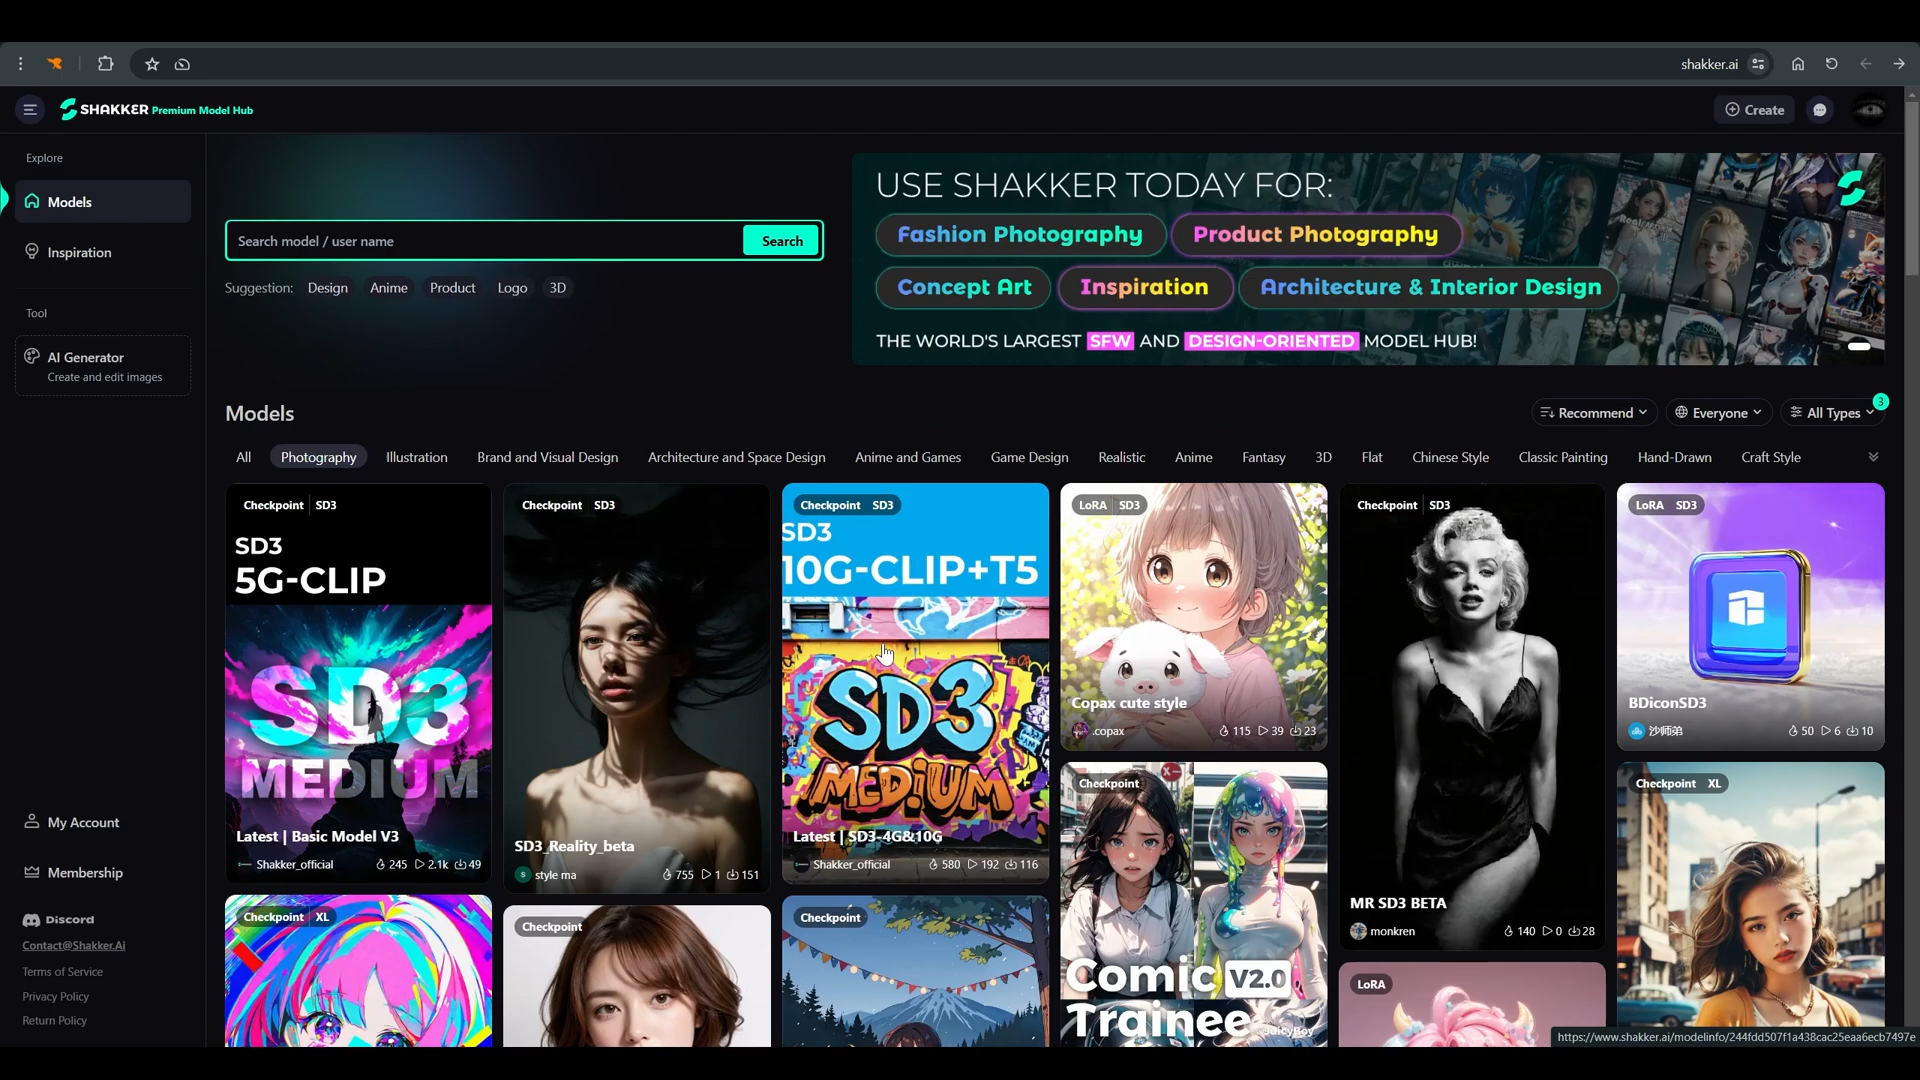 shakker.ai
SHAKKER Premium Model Hub
Create
Explore
Models
Inspiration
Tool
AI Generator
Create and edit images
My Account
Membership
Discord
Contact@Shakker.Ai
Terms of Service
Privacy Policy
Return Policy
Search model / user name
Search
Suggestion: Design Anime Product Logo 3D
USE SHAKKER TODAY FOR:
Fashion Photography Product Photography
Concept Art Inspiration Architecture & Interior Design
THE WORLD'S LARGEST SFW AND DESIGN-ORIENTED MODEL HUB!
Models
Recommend Everyone All Types 3
All Photography Illustration Brand and Visual Design Architecture and Space Design Anime and Games Game Design Realistic Anime Fantasy 3D Flat Chinese Style Classic Painting Hand-Drawn Craft Style
Checkpoint SD3
SD3
5G-CLIP
SD3
MEDIUM
Latest | Basic Model V3
Shakker_official 245 2.1k 49
Checkpoint SD3
SD3_Reality_beta
style ma 755 1 151
Checkpoint SD3
SD3
10G-CLIP+T5
SD3
MEDIUM
Latest | SD3-4G&10G
Shakker_official 580 192 116
LoRA SD3
Copax cute style
.copax 115 39 23
Checkpoint SD3
MR SD3 BETA
monkren 140 0 28
LoRA SD3
BDiconSD3
沙师弟 50 6 10
Checkpoint XL
Checkpoint
Checkpoint
Checkpoint
Comic V2.0
Trainee JuicyBoy
LoRA
Checkpoint XL
https://www.shakker.ai/modelinfo/244fdd507f1a438cac25eaa6ecb7497e